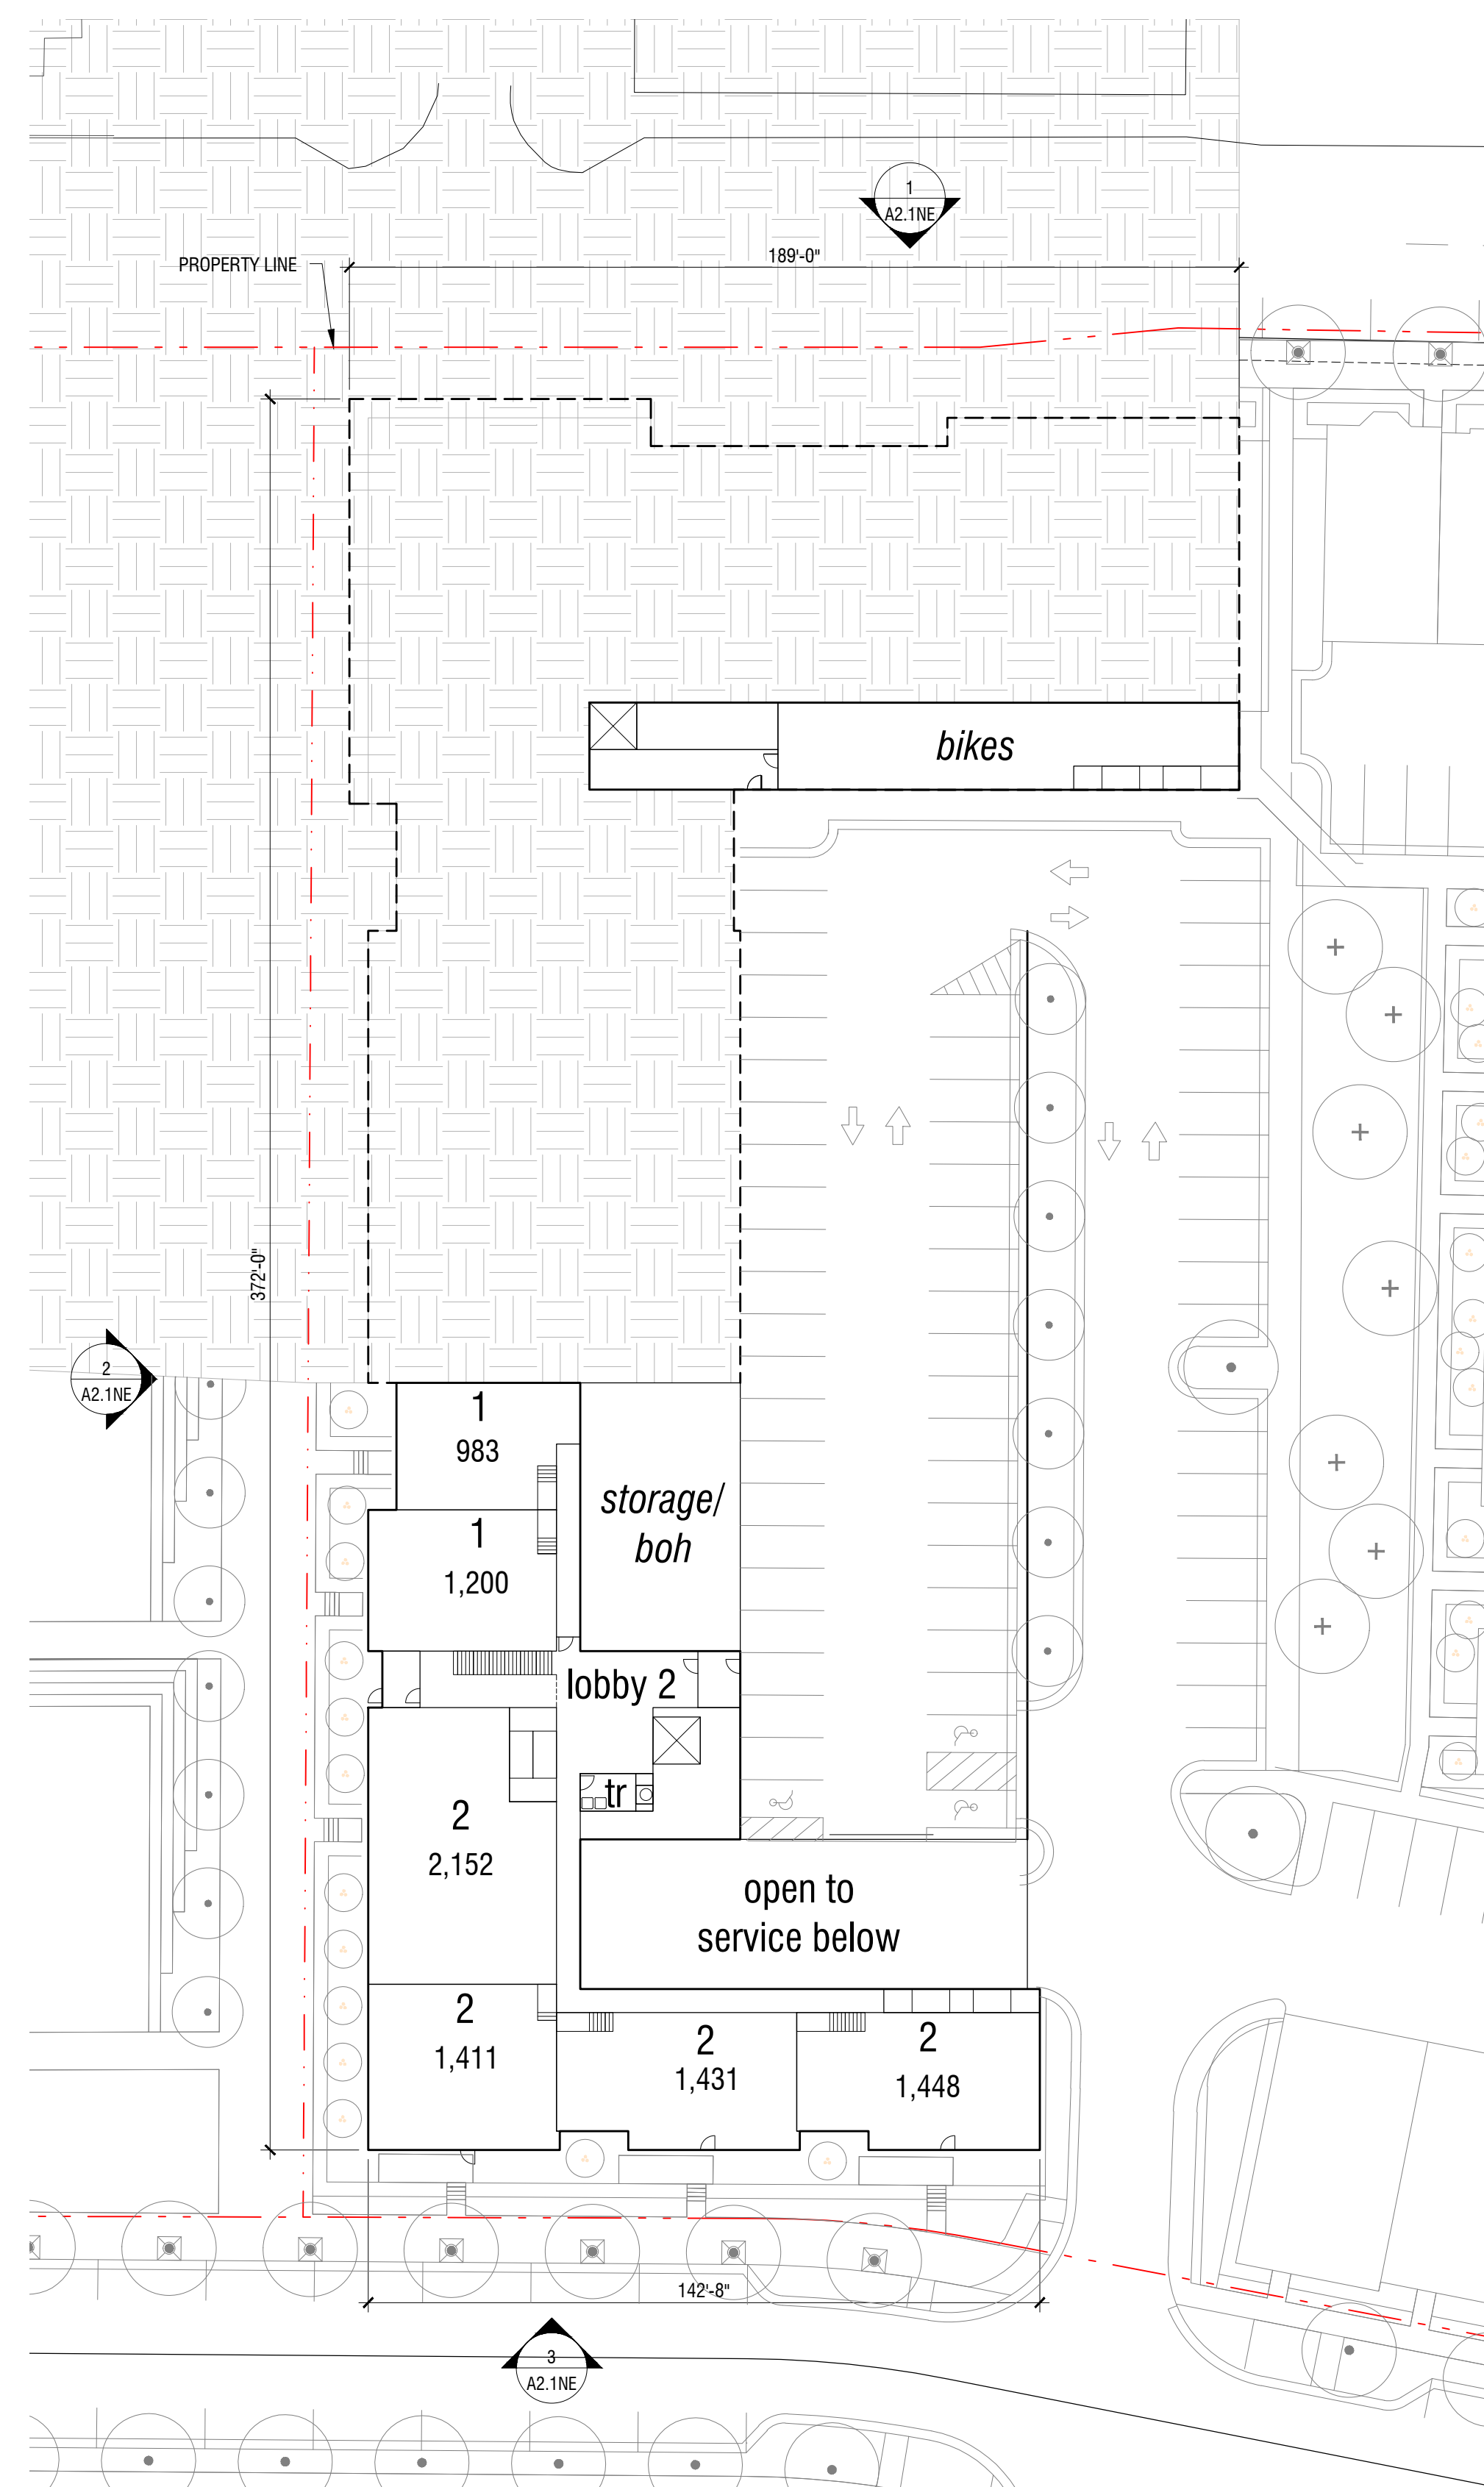 1
A2.1NE
189'-0"
PROPERTY LINE
bikes
372'-0"
2
A2.1NE
1
983
storage/
boh
1
1,200
lobby 2
tr
2
2,152
open to
service below
2
1,411
2
1,431
2
1,448
142'-8"
3
A2.1NE